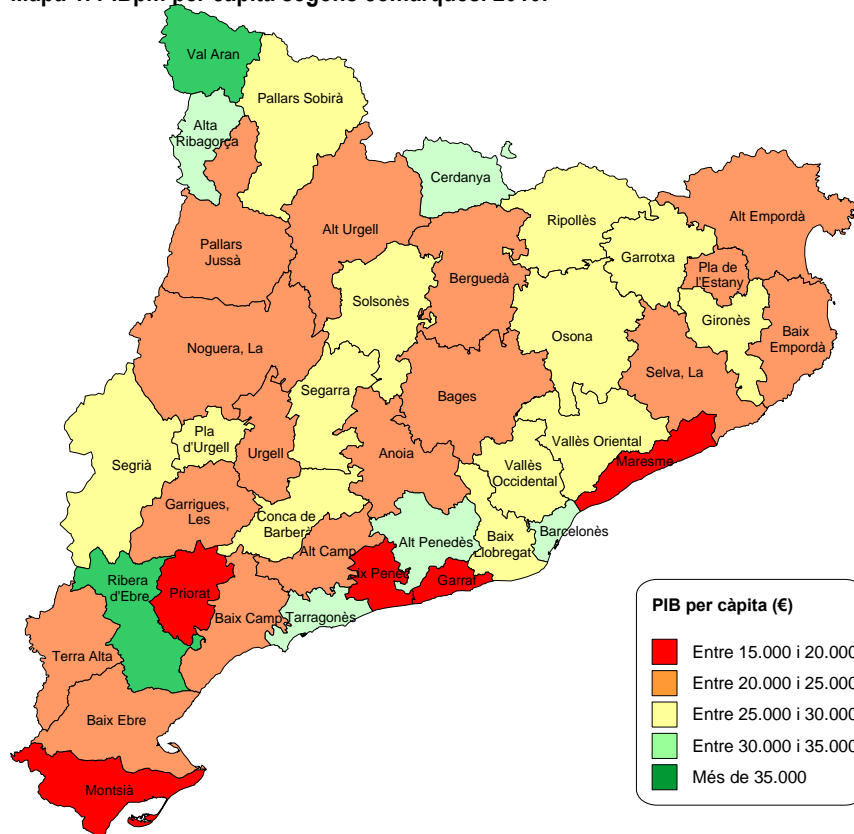 Val Aran
Pallars Sobirà
Alta
Ribagorça
Cerdanya
Ripollès
Alt Empordà
Alt Urgell
Pallars
Jussà
Garrotxa
Pla de
l'Estany
Berguedà
Solsonès
Gironès
Osona
Baix
Empordà
Noguera, La
Selva, La
Segarra
Bages
Pla
d'Urgell
Vallès Oriental
Urgell
Anoia
Segrià
Maresme
Vallès
Occidental
Garrigues,
Les
Conca de
Barberà
Barcelonès
Alt Penedès
Baix
Llobregat
Alt Camp
Ribera
d'Ebre
Priorat
ix Pene
Garraf
Baix Camp
Tarragonès
Terra Alta
Baix Ebre
Montsià
PIB per càpita (€)
Entre 15.000 i 20.000
Entre 20.000 i 25.000
Entre 25.000 i 30.000
Entre 30.000 i 35.000
Més de 35.000